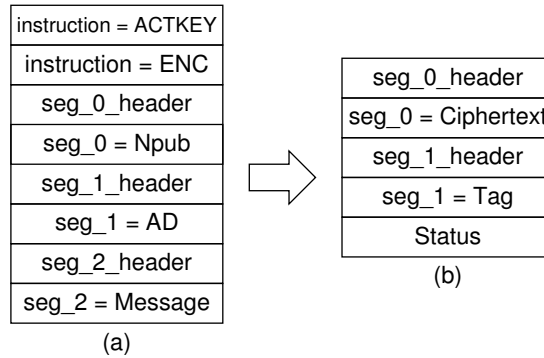 instruction = ACTKEY
instruction = ENC
seg_0_header
seg_0 = Npub
seg_1_header
seg_1 = AD
seg_2_header
seg_2 = Message
(a)
seg_0_header
seg_0 = Ciphertext
seg_1_header
seg_1 = Tag
Status
(b)